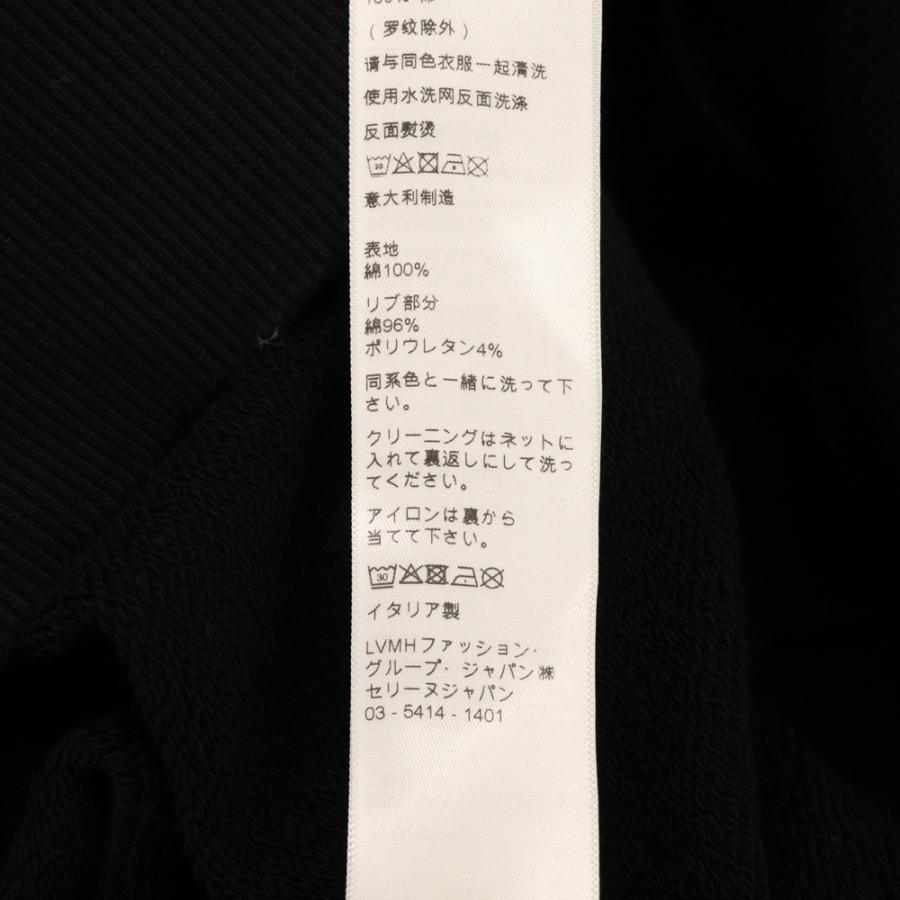 100% 棉
( 罗纹除外 )
请与同色衣服一起清洗
使用水洗网反面洗涤
反面熨烫
30
意大利制造
表地
綿100%
リブ部分
綿96%
ポリウレタン4%
同系色と一緒に洗って下
さい。
クリーニングはネットに
入れて裏返しにして洗っ
てください。
アイロンは裏から
当てて下さい。
30
イタリア製
LVMHファッション・
グループ・ジャパン㈱
セリーヌジャパン
03 - 5414 - 1401